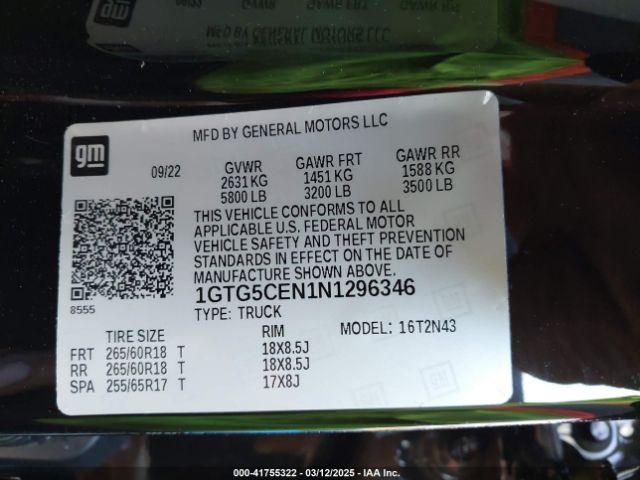 MFD BY GENERAL MOTORS LLC
gm
09/22 GVWR GAWR FRT GAWR RR
2631 KG 1451 KG 1588 KG
5800 LB 3200 LB 3500 LB
THIS VEHICLE CONFORMS TO ALL
APPLICABLE U.S. FEDERAL MOTOR
VEHICLE SAFETY AND THEFT PREVENTION
STANDARDS IN EFFECT ON THE DATE OF
MANUFACTURE SHOWN ABOVE.
8555
1GTG5CEN1N1296346
TYPE: TRUCK
TIRE SIZE RIM MODEL: 16T2N43
FRT 265/60R18 T 18X8.5J
RR 265/60R18 T 18X8.5J
SPA 255/65R17 T 17X8J
000-41755322 | 03/12/2025 | IAA Inc.